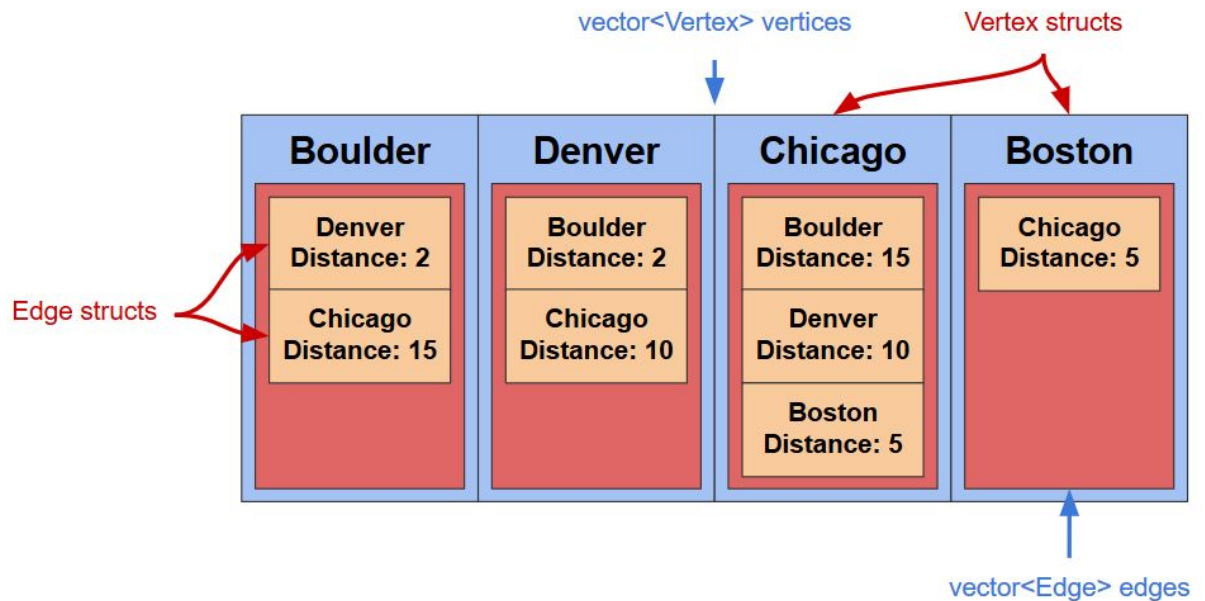 vector<Vertex> vertices
Vertex structs
Boulder
Denver
Chicago
Boston
Denver
Distance: 2
Chicago
Distance: 15
Boulder
Distance: 2
Chicago
Distance: 10
Boulder
Distance: 15
Denver
Distance: 10
Boston
Distance: 5
Chicago
Distance: 5
Edge structs
vector<Edge> edges